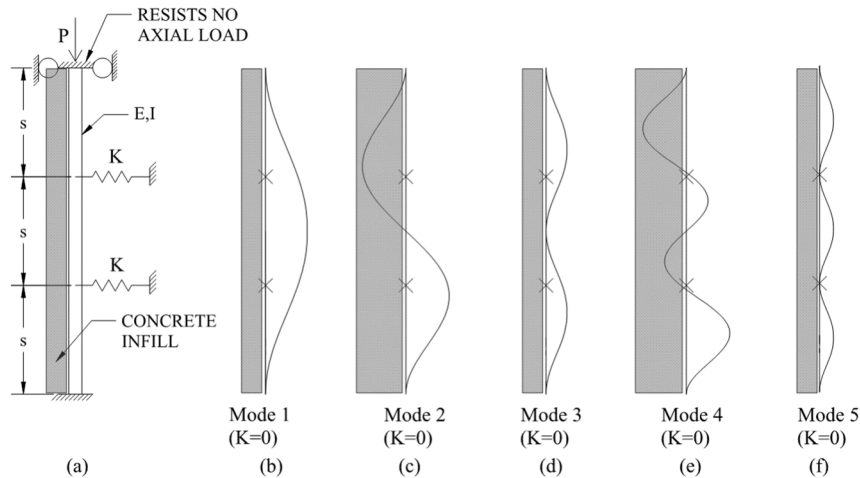 RESISTS NO
AXIAL LOAD
P
E,I
s
K
s
K
s
CONCRETE
INFILL
Mode 1
(K=0)
Mode 2
(K=0)
Mode 3
(K=0)
Mode 4
(K=0)
Mode 5
(K=0)
(a)
(b)
(c)
(d)
(e)
(f)